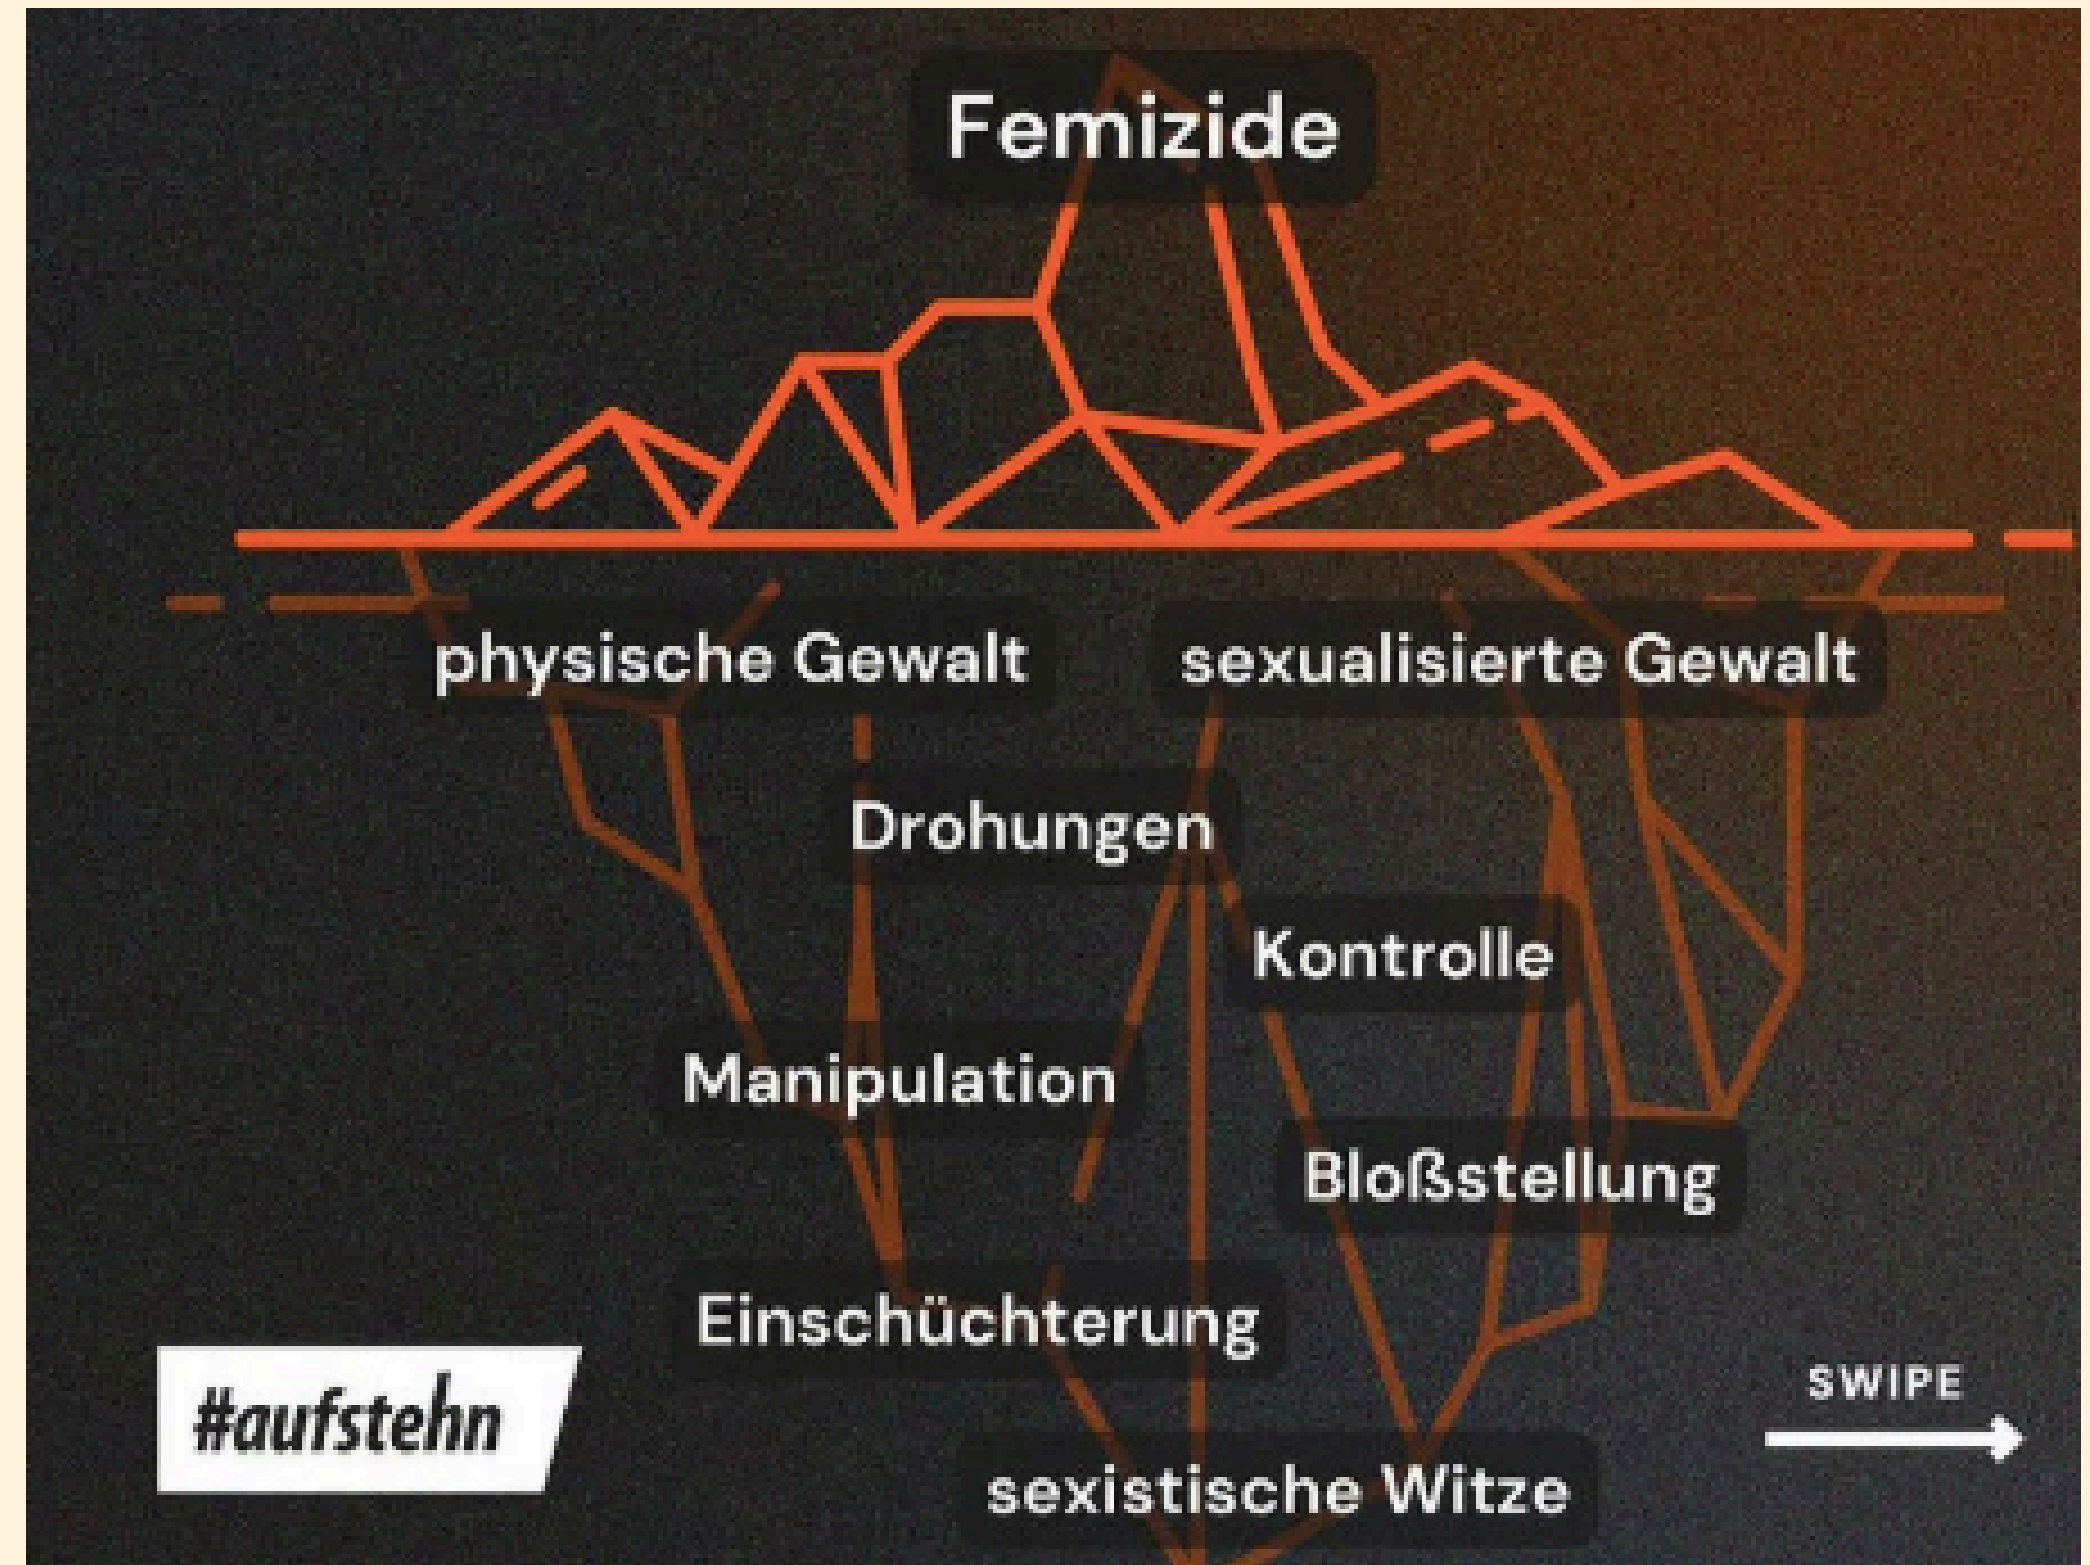 Femizide
physische Gewalt
sexualisierte Gewalt
Drohungen
Kontrolle
Manipulation
Bloßstellung
Einschüchterung
#aufstehn
SWIPE
sexistische Witze